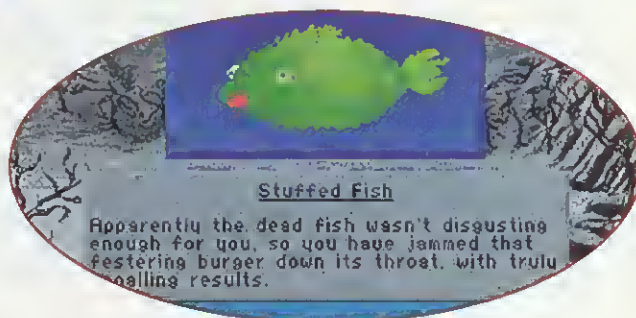 Stuffed Fish
Apparently the dead fish wasn't disgusting
enough for you, so you have jammed that
festering burger down its throat, with truly
appalling results.